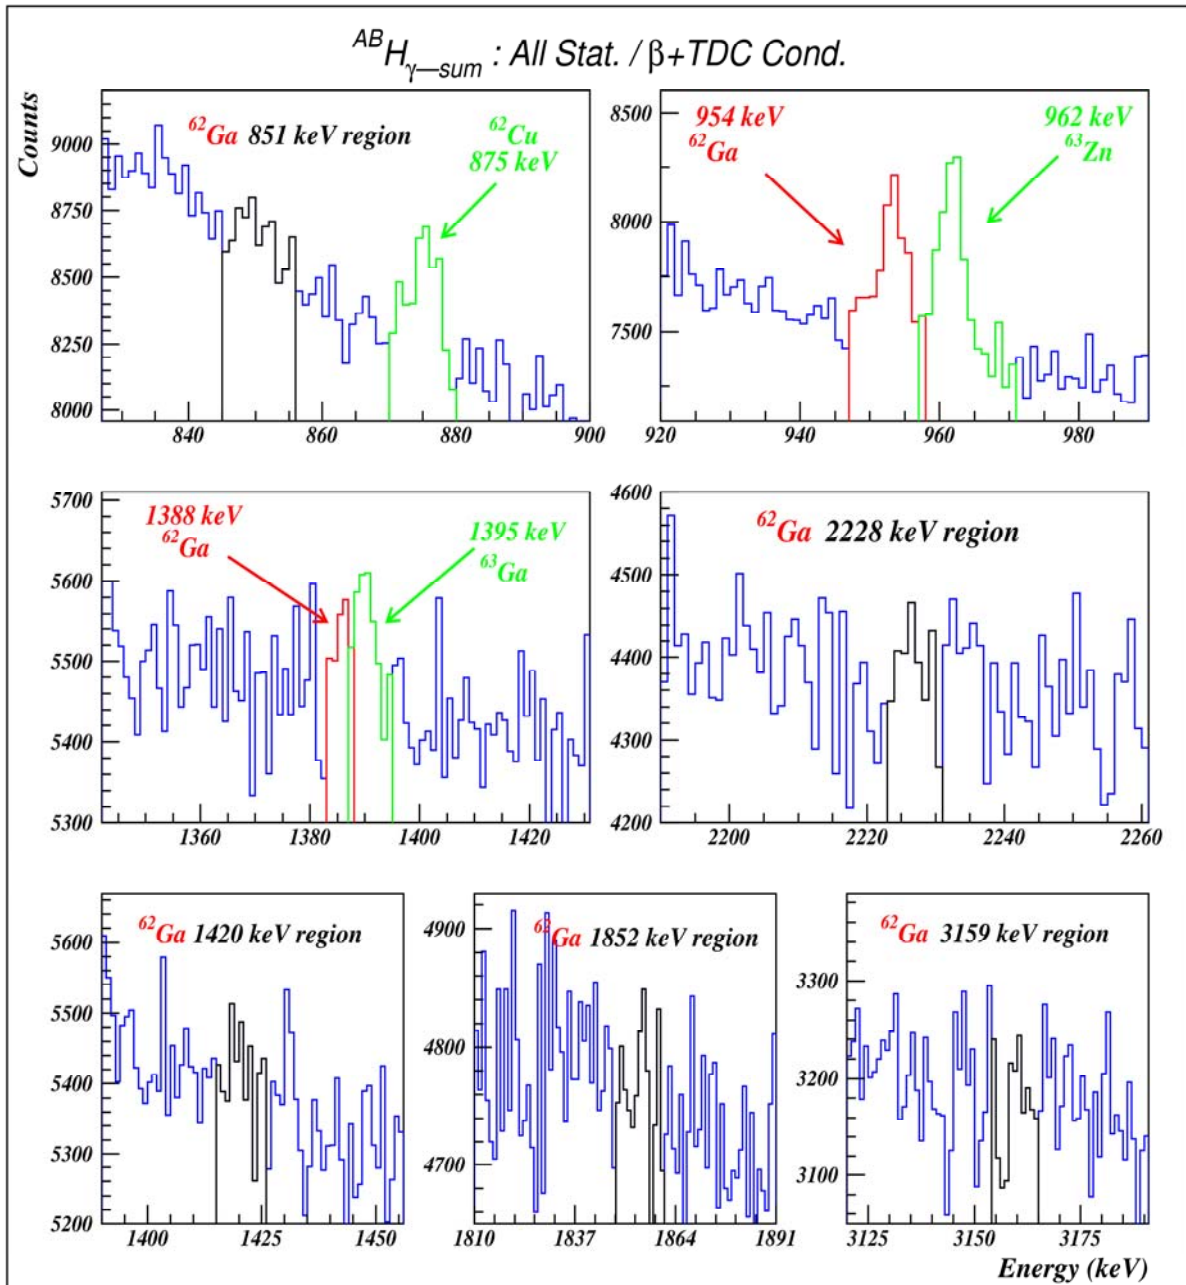 ABHγ—sum : All Stat. / β+TDC Cond.
Counts
62Ga 851 keV region
62Cu
875 keV
9000
8750
8500
8250
8000
840 860 880 900
954 keV
62Ga
962 keV
63Zn
8500
8000
7500
920 940 960 980
1388 keV
62Ga
1395 keV
63Ga
5700
5600
5500
5400
5300
1360 1380 1400 1420
62Ga 2228 keV region
4600
4500
4400
4300
4200
2200 2220 2240 2260
62Ga 1420 keV region
5600
5500
5400
5300
5200
1400 1425 1450
62Ga 1852 keV region
4900
4800
4700
1810 1837 1864 1891
62Ga 3159 keV region
3300
3200
3100
3125 3150 3175
Energy (keV)